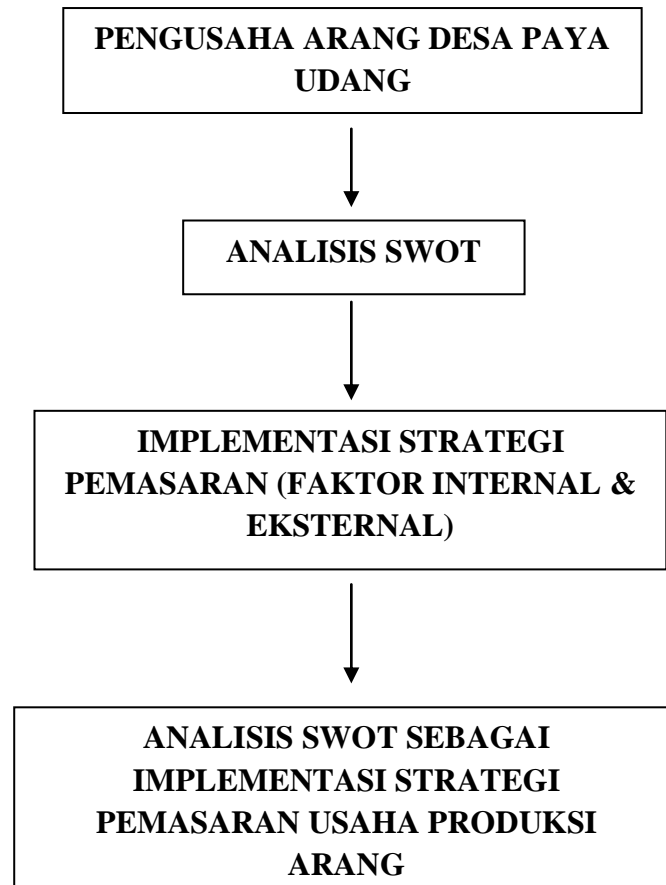 PENGUSAHA ARANG DESA PAYA
UDANG
ANALISIS SWOT
IMPLEMENTASI STRATEGI
PEMASARAN (FAKTOR INTERNAL &
EKSTERNAL)
ANALISIS SWOT SEBAGAI
IMPLEMENTASI STRATEGI
PEMASARAN USAHA PRODUKSI
ARANG